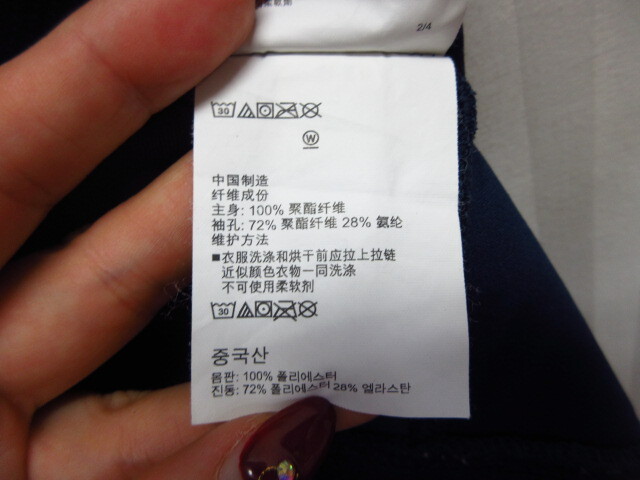 2/4
30
W
中国制造
纤维成份
主身: 100% 聚酯纤维
袖孔: 72% 聚酯纤维 28% 氨纶
维护方法
■衣服洗涤和烘干前应拉上拉链
近似颜色衣物一同洗涤
不可使用柔软剂
30
중국산
몸판: 100% 폴리에스터
진동: 72% 폴리에스터 28% 엘라스탄